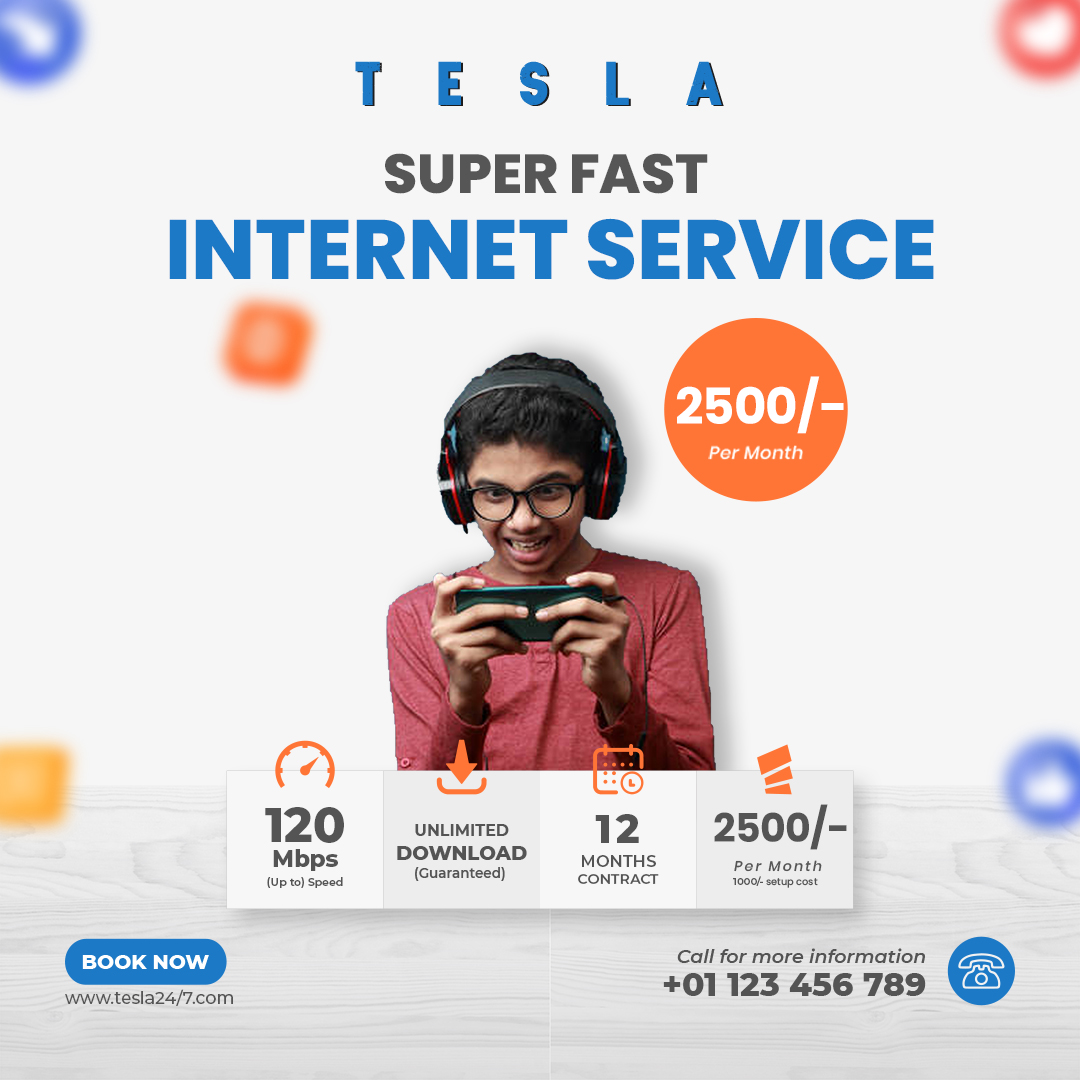 TESLA
SUPER FAST
INTERNET SERVICE
2500/-
Per Month
120
Mbps
(Up to) Speed
UNLIMITED
DOWNLOAD
(Guaranteed)
12
MONTHS
CONTRACT
2500/-
Per Month
1000/- setup cost
BOOK NOW
www.tesla24/7.com
Call for more information
+01 123 456 789